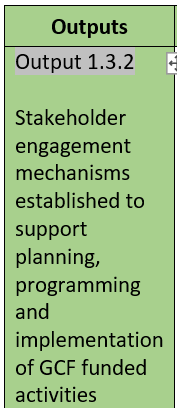 Outputs
Output 1.3.2
Stakeholder
engagement
mechanisms
established to
support
planning,
programming
and
implementation
of GCF funded
activities